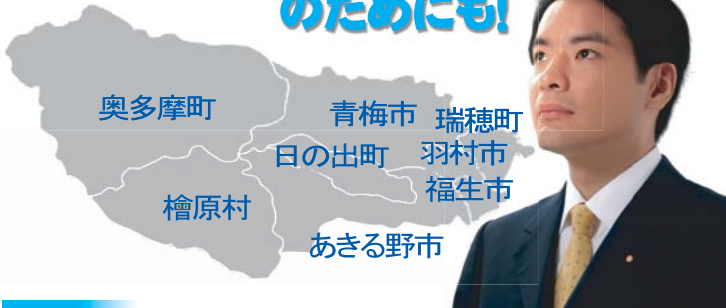 のためにも!
奥多摩町
青梅市
瑞穂町
日の出町
羽村市
福生市
檜原村
あきる野市